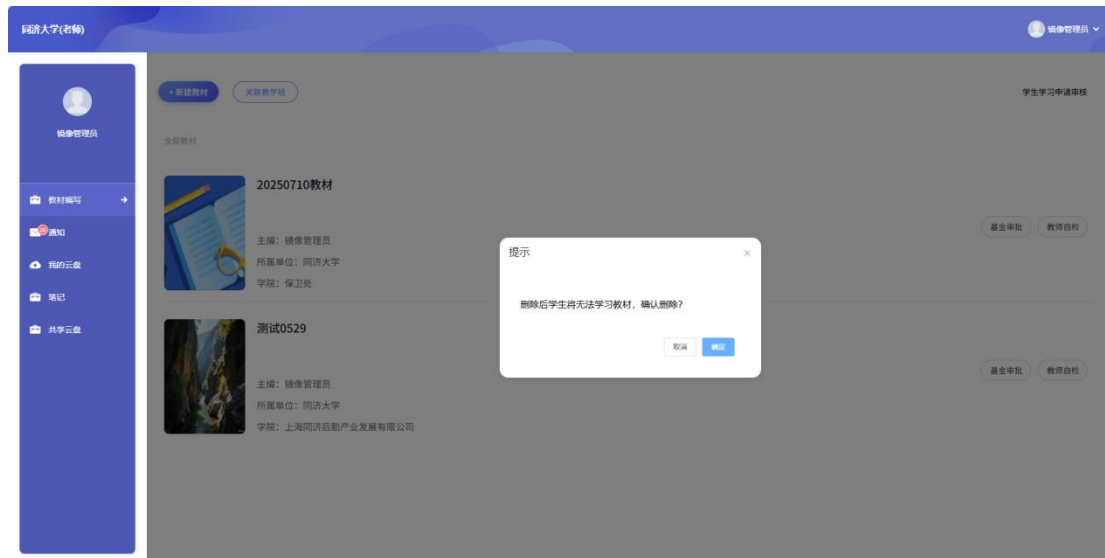 同济大学(老师)
镜像管理员
镜像管理员
教材编写
通知
我的云盘
笔记
共享云盘
+ 新建教材
关联教学班
学生学习申请审核
全部教材
20250710教材
主编：镜像管理员
所属单位：同济大学
学院：保卫处
基金审批
教师自检
测试0529
主编：镜像管理员
所属单位：同济大学
学院：上海同济后勤产业发展有限公司
基金审批
教师自检
提示
删除后学生将无法学习教材，确认删除？
取消
确定